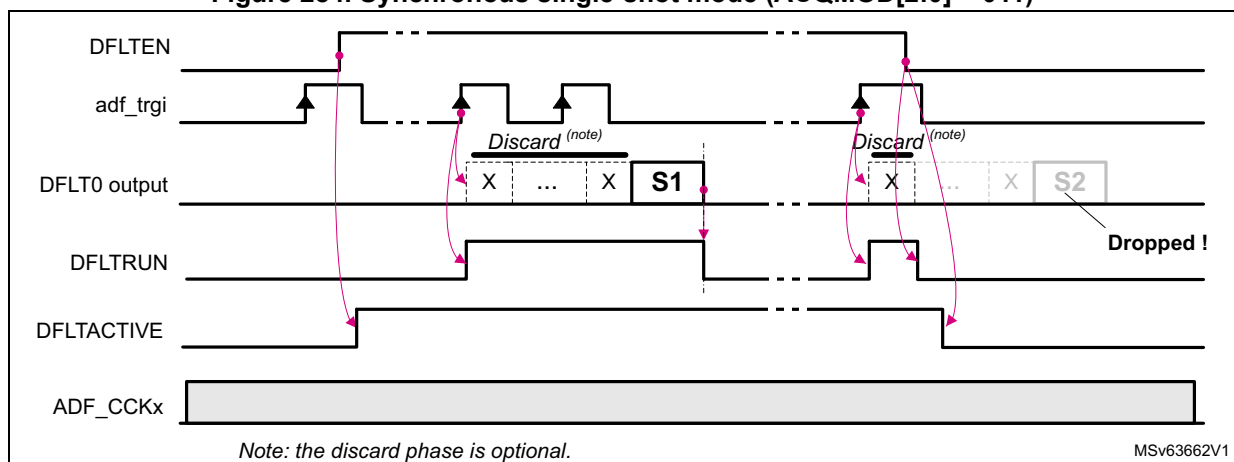 DFLTEN
adf_trgi
Discard (note) Discard (note)
DFLT0 output X ... X S1 X ... X S2
Dropped !
DFLTRUN
DFLTACTIVE
ADF_CCKx
Note: the discard phase is optional. MSv63662V1